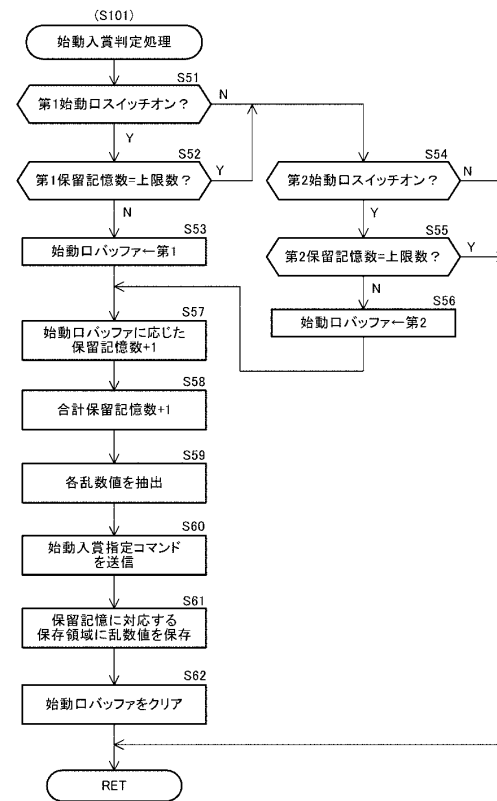 (S101)
始動入賞判定処理
S51
第1始動口スイッチオン?
N
Y
S52
第1保留記憶数=上限数?
Y
N
S53
始動口バッファ←第1
S54
第2始動口スイッチオン?
N
Y
S55
第2保留記憶数=上限数?
Y
N
S56
始動口バッファ←第2
S57
始動口バッファに応じた
保留記憶数+1
S58
合計保留記憶数+1
S59
各乱数値を抽出
S60
始動入賞指定コマンド
を送信
S61
保留記憶に対応する
保存領域に乱数値を保存
S62
始動口バッファをクリア
RET